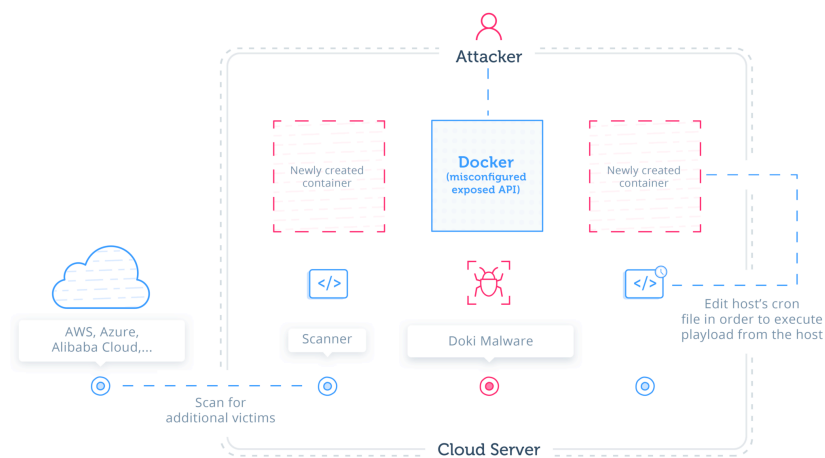 Attacker
Newly created
container
Docker
(misconfigured
exposed API)
Newly created
container
</>
</>
Edit host's cron
file in order to execute
playload from the host
AWS, Azure,
Alibaba Cloud,...
Scanner
Doki Malware
Scan for
additional victims
Cloud Server